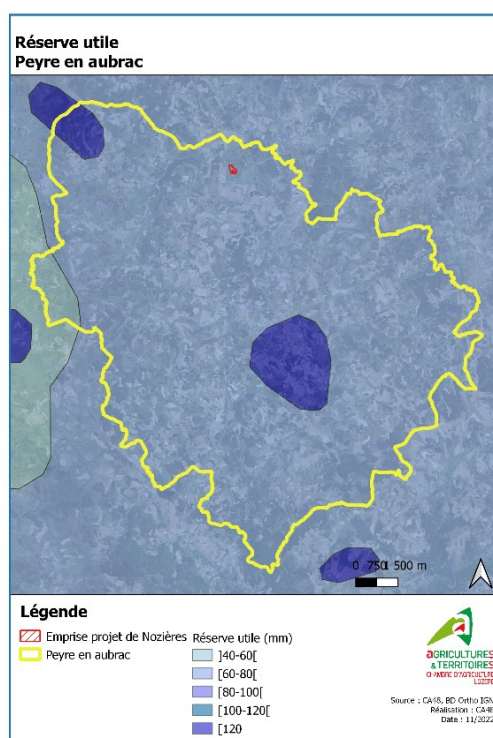 Réserve utile
Peyre en aubrac
0 750 1 500 m
Légende
Emprise projet de Nozières
Peyre en aubrac
Réserve utile (mm)
]40-60[
[60-80[
[80-100[
[100-120[
[120
AGRICULTURES
& TERRITOIRES
CHAMBRE D'AGRICULTURE
LOZÈRE
Source : CA48, BD Ortho IGN
Réalisation : CA48
Date : 11/2022